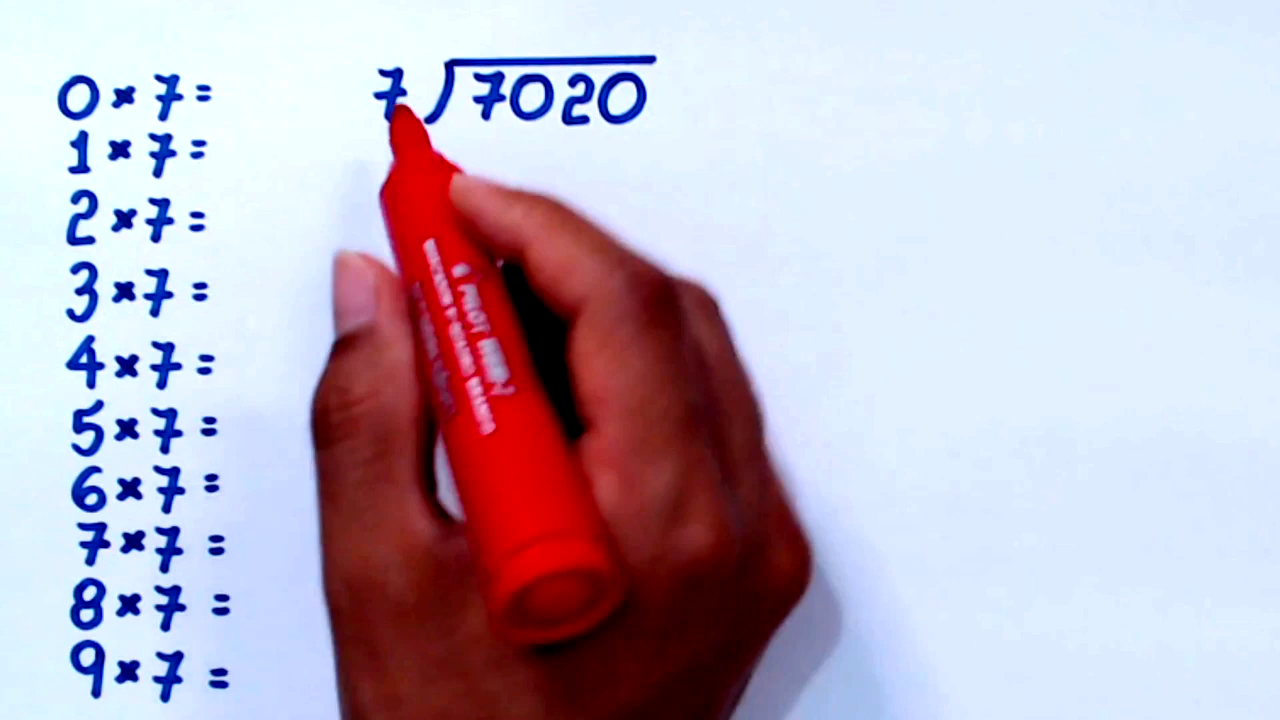 0 × 7 =
1 × 7 =
2 × 7 =
3 × 7 =
4 × 7 =
5 × 7 =
6 × 7 =
7 × 7 =
8 × 7 =
9 × 7 =
7 7020
PILOT